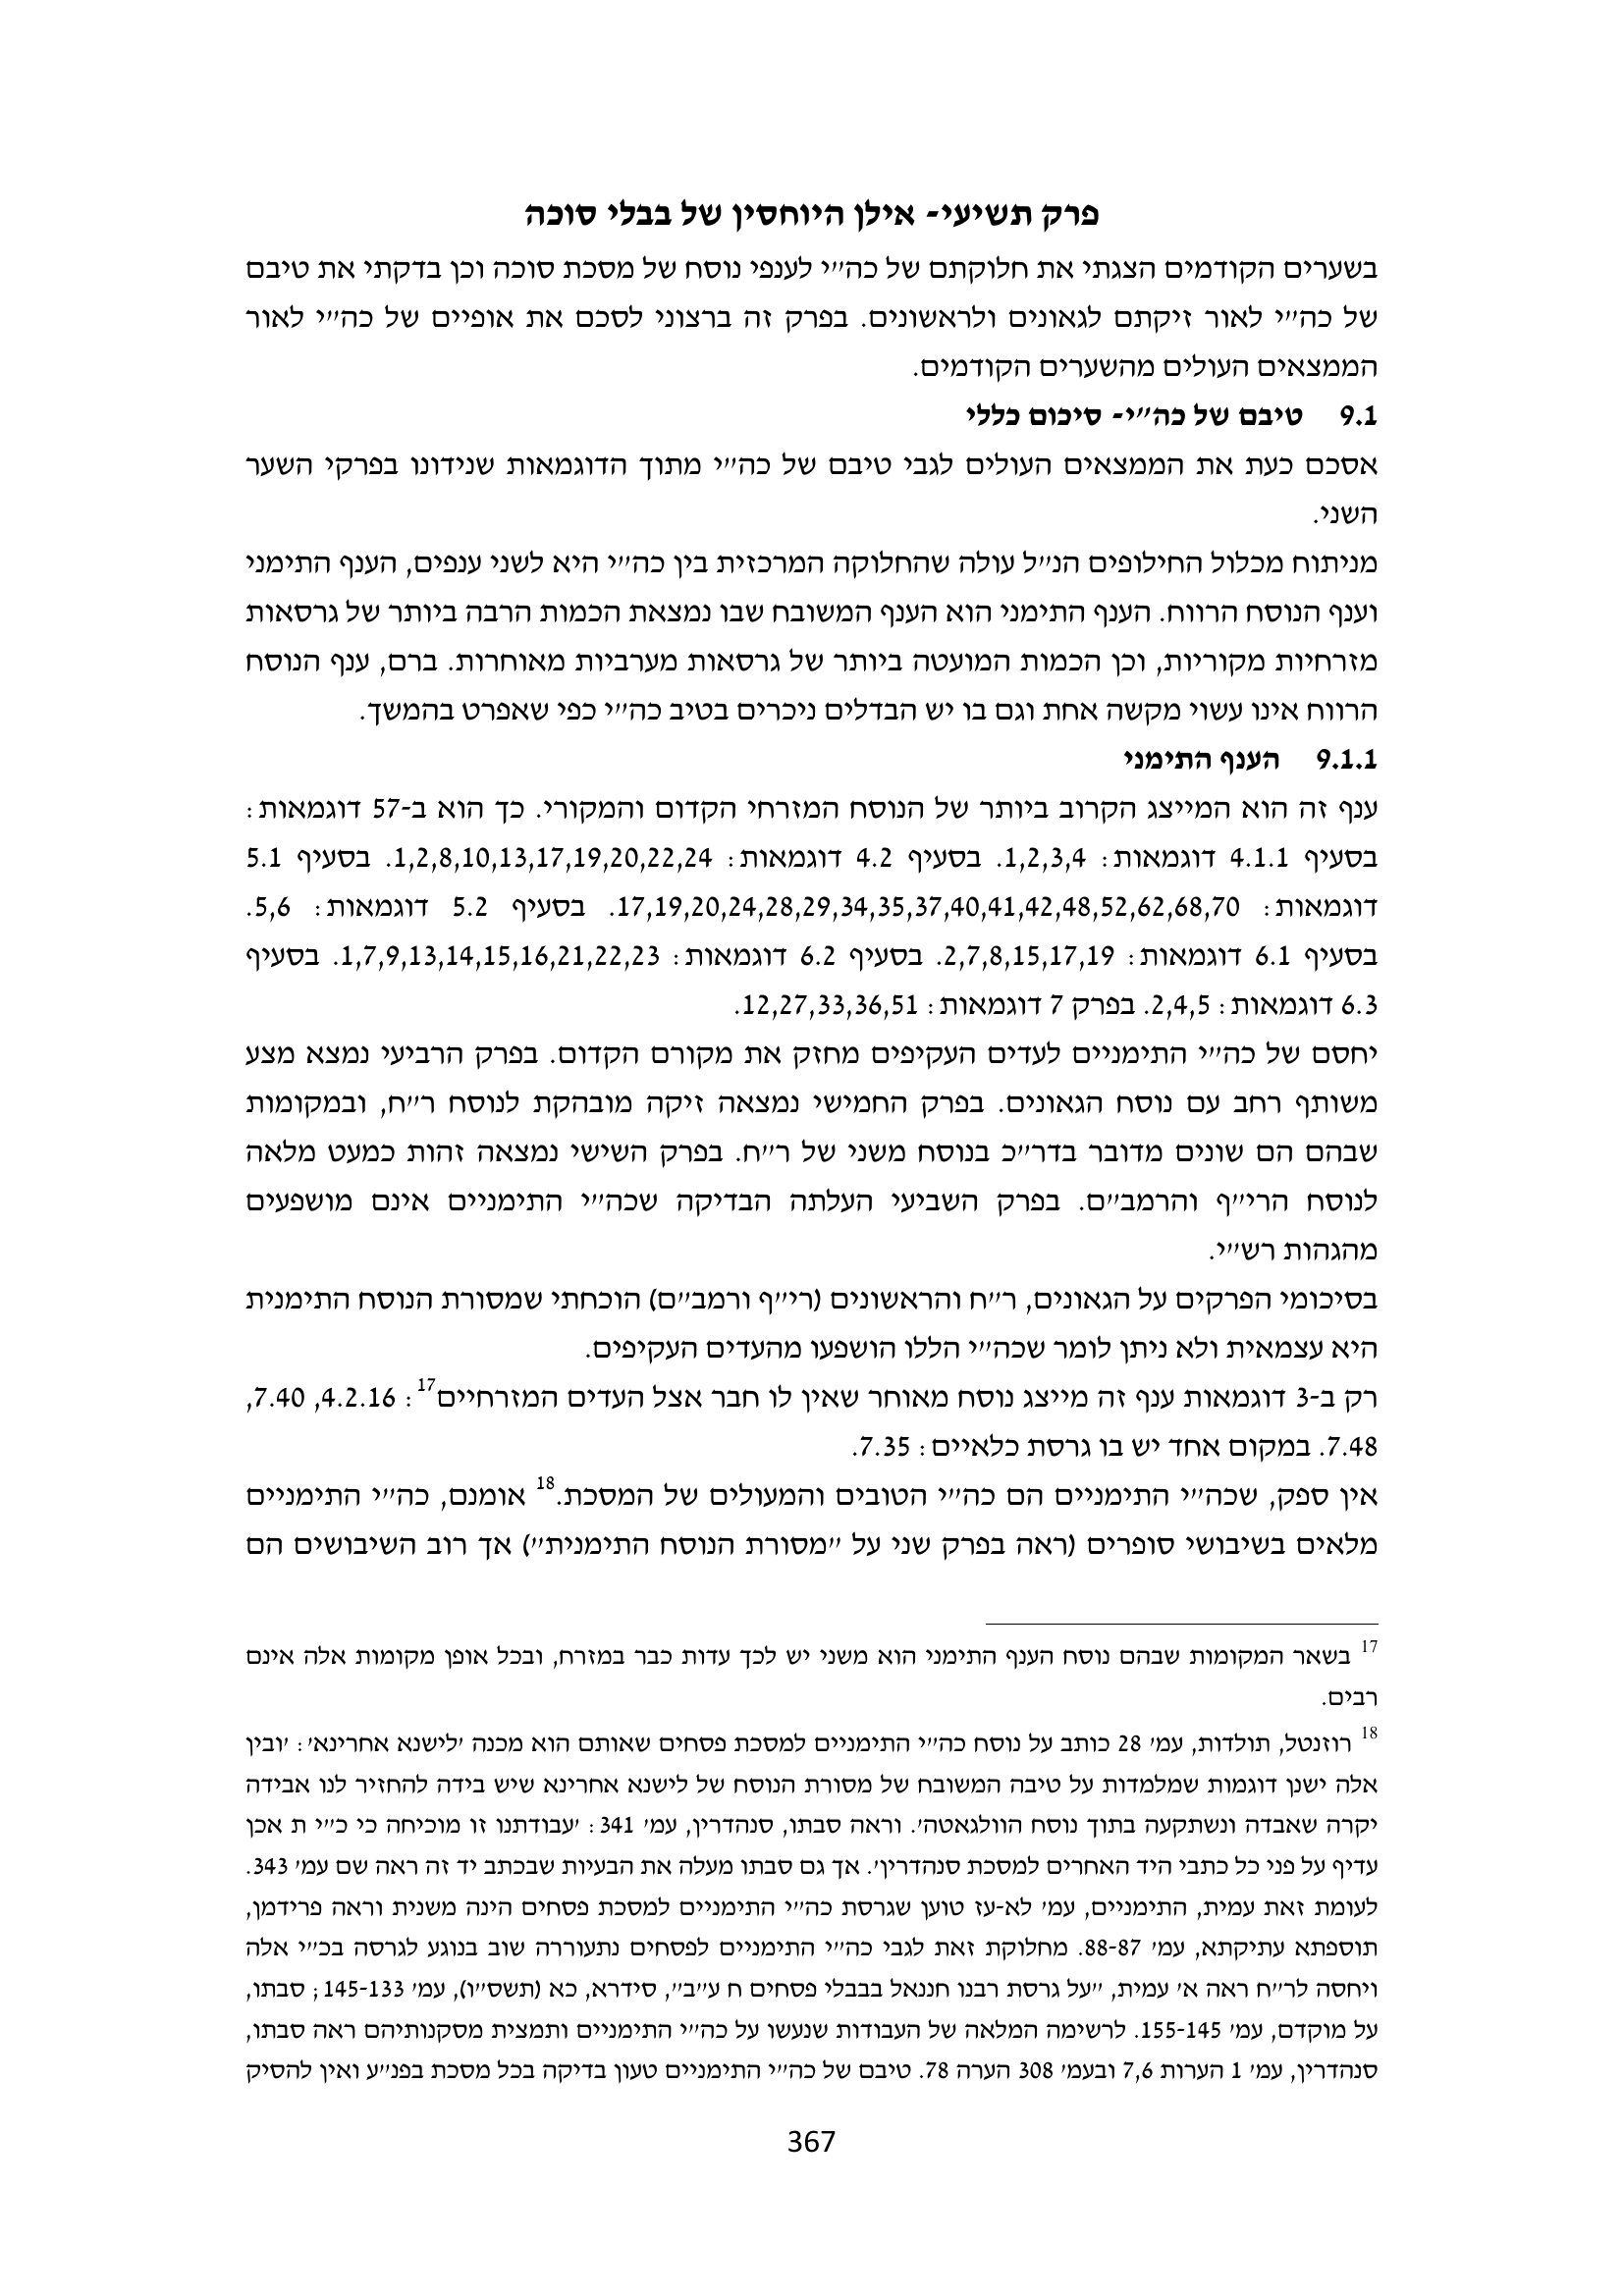 פרק תשיעי- אילן היוחסין של בבלי סוכה
בשערים הקודמים הצגתי את חלוקתם של כה״י לענפי נוסח של מסכת סוכה וכן בדקתי את טיבם
של כה״י לאור זיקתם לגאונים ולראשונים. בפרק זה ברצוני לסכם את אופיים של כה״י לאור
הממצאים העולים מהשערים הקודמים.
9.1 טיבם של כה״י- סיכום כללי
אסכם כעת את הממצאים העולים לגבי טיבם של כה״י מתוך הדוגמאות שנידונו בפרקי השער
השני.
מניתוח מכלול החילופים הנ״ל עולה שהחלוקה המרכזית בין כה״י היא לשני ענפים, הענף התימני
וענף הנוסח הרווח. הענף התימני הוא הענף המשובח שבו נמצאת הכמות הרבה ביותר של גרסאות
מזרחיות מקוריות, וכן הכמות המועטה ביותר של גרסאות מערביות מאוחרות. ברם, ענף הנוסח
הרווח אינו עשוי מקשה אחת וגם בו יש הבדלים ניכרים בטיב כה״י כפי שאפרט בהמשך.
9.1.1 הענף התימני
ענף זה הוא המייצג הקרוב ביותר של הנוסח המזרחי הקדום והמקורי. כך הוא ב-57 דוגמאות:
בסעיף 4.1.1 דוגמאות: 1,2,3,4. בסעיף 4.2 דוגמאות: 1,2,8,10,13,17,19,20,22,24. בסעיף 5.1
דוגמאות: 17,19,20,24,28,29,34,35,37,40,41,42,48,52,62,68,70. בסעיף 5.2 דוגמאות: 5,6.
בסעיף 6.1 דוגמאות: 2,7,8,15,17,19. בסעיף 6.2 דוגמאות: 1,7,9,13,14,15,16,21,22,23. בסעיף
6.3 דוגמאות: 2,4,5. בפרק 7 דוגמאות: 12,27,33,36,51.
יחסם של כה״י התימניים לעדים העקיפים מחזק את מקורם הקדום. בפרק הרביעי נמצא מצע
משותף רחב עם נוסח הגאונים. בפרק החמישי נמצאה זיקה מובהקת לנוסח ר״ח, ובמקומות
שבהם הם שונים מדובר בדר״כ בנוסח משני של ר״ח. בפרק השישי נמצאה זהות כמעט מלאה
לנוסח הרי״ף והרמב״ם. בפרק השביעי העלתה הבדיקה שכה״י התימניים אינם מושפעים
מהגהות רש״י.
בסיכומי הפרקים על הגאונים, ר״ח והראשונים (רי״ף ורמב״ם) הוכחתי שמסורת הנוסח התימנית
היא עצמאית ולא ניתן לומר שכה״י הללו הושפעו מהעדים העקיפים.
רק ב-3 דוגמאות ענף זה מייצג נוסח מאוחר שאין לו חבר אצל העדים המזרחיים17: 4.2.16, 7.40,
7.48. במקום אחד יש בו גרסת כלאיים: 7.35.
אין ספק, שכה״י התימניים הם כה״י הטובים והמעולים של המסכת.18 אומנם, כה״י התימניים
מלאים בשיבושי סופרים (ראה בפרק שני על ״מסורת הנוסח התימנית״) אך רוב השיבושים הם
17 בשאר המקומות שבהם נוסח הענף התימני הוא משני יש לכך עדות כבר במזרח, ובכל אופן מקומות אלה אינם
רבים.
18 רוזנטל, תולדות, עמ׳ 28 כותב על נוסח כה״י התימניים למסכת פסחים שאותם הוא מכנה ׳לישנא אחרינא׳: ׳ובין
אלה ישנן דוגמות שמלמדות על טיבה המשובח של מסורת הנוסח של לישנא אחרינא שיש בידה להחזיר לנו אבידה
יקרה שאבדה ונשתקעה בתוך נוסח הוולגאטה׳. וראה סבתו, סנהדרין, עמ׳ 341: ׳עבודתנו זו מוכיחה כי כ״י ת אכן
עדיף על פני כל כתבי היד האחרים למסכת סנהדרין׳. אך גם סבתו מעלה את הבעיות שבכתב יד זה ראה שם עמ׳ 343.
לעומת זאת עמית, התימניים, עמ׳ לא-עז טוען שגרסת כה״י התימניים למסכת פסחים הינה משנית וראה פרידמן,
תוספתא עתיקתא, עמ׳ 88-87. מחלוקת זאת לגבי כה״י התימניים לפסחים נתעוררה שוב בנוגע לגרסה בכ״י אלה
ויחסה לר״ח ראה א׳ עמית, ״על גרסת רבנו חננאל בבבלי פסחים ח ע״ב״, סידרא, כא (תשס״ו), עמ׳ 145-133; סבתו,
על מוקדם, עמ׳ 155-145. לרשימה המלאה של העבודות שנעשו על כה״י התימניים ותמצית מסקנותיהם ראה סבתו,
סנהדרין, עמ׳ 1 הערות 7,6 ובעמ׳ 308 הערה 78. טיבם של כה״י התימניים טעון בדיקה בכל מסכת בפנ״ע ואין להסיק
367